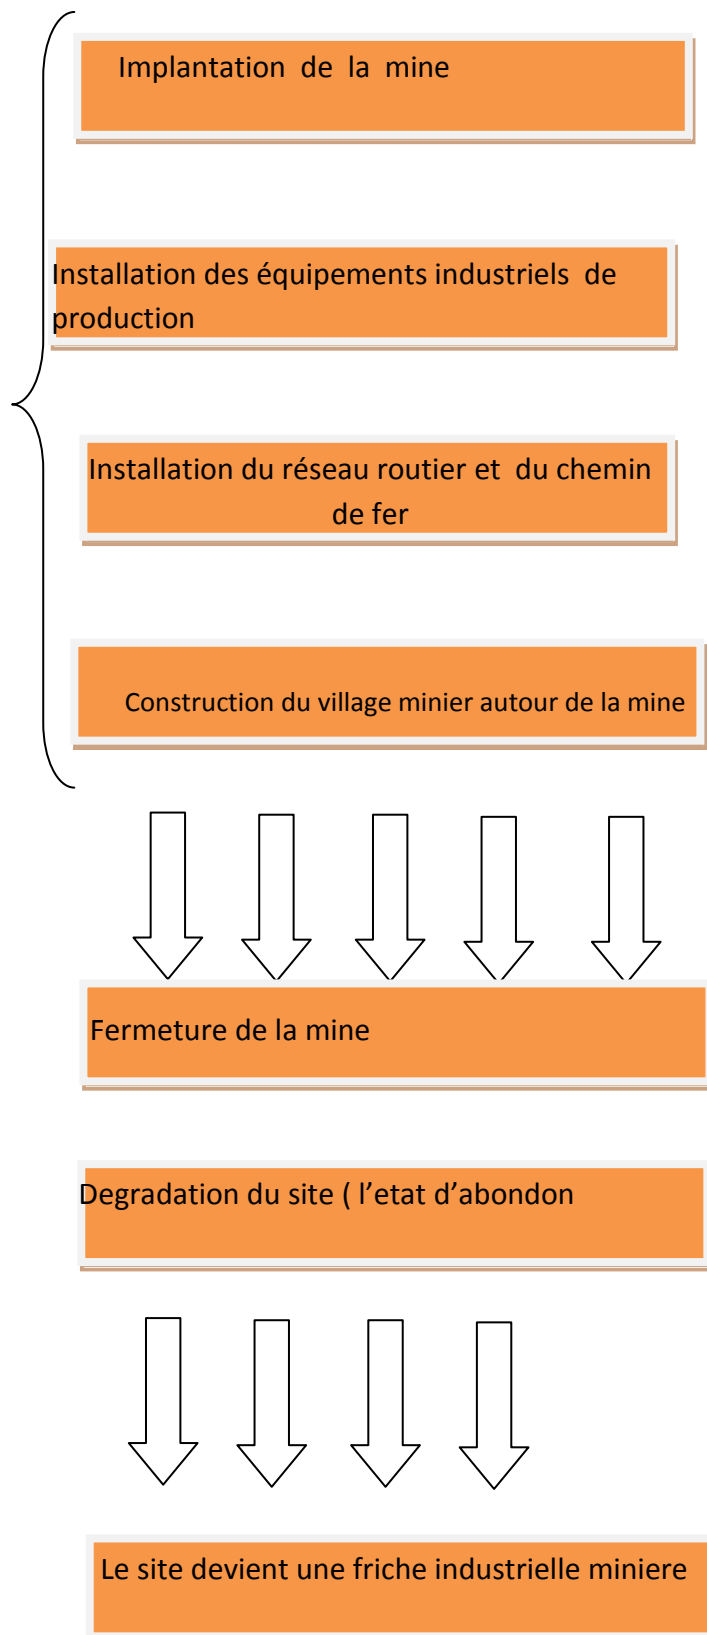 Implantation de la mine
Installation des équipements industriels de
production
Installation du réseau routier et du chemin
de fer
Construction du village minier autour de la mine
Fermeture de la mine
Degradation du site ( l'etat d'abondon
Le site devient une friche industrielle miniere